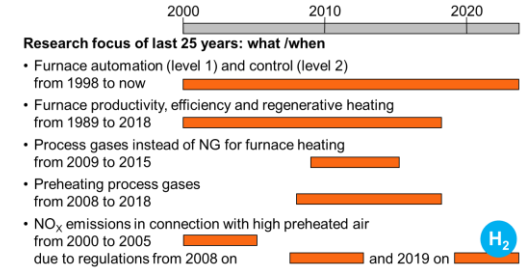 2000 2010 2020
Research focus of last 25 years: what /when
• Furnace automation (level 1) and control (level 2)
from 1998 to now
• Furnace productivity, efficiency and regenerative heating
from 1989 to 2018
• Process gases instead of NG for furnace heating
from 2009 to 2015
• Preheating process gases
from 2008 to 2018
• NOX emissions in connection with high preheated air
from 2000 to 2005
H2
due to regulations from 2008 on and 2019 on